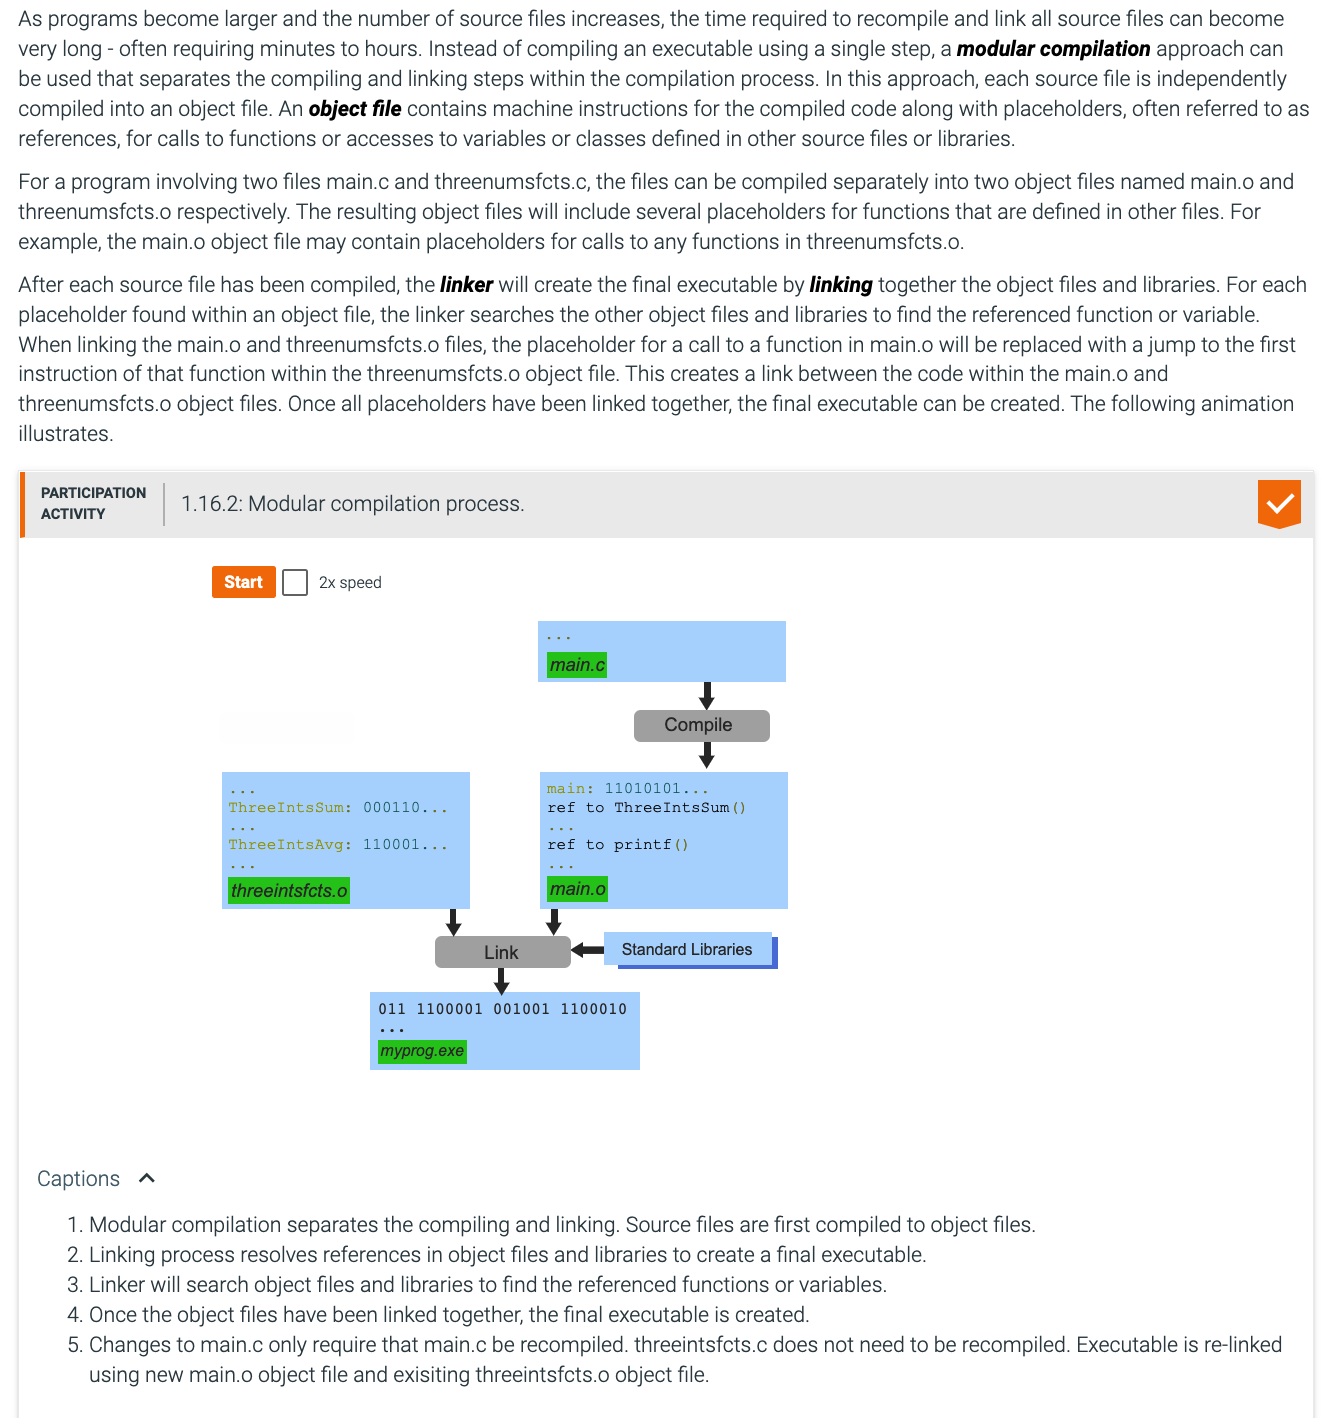 As programs become larger and the number of source files increases, the time required to recompile and link all source files can become
very long - often requiring minutes to hours. Instead of compiling an executable using a single step, a modular compilation approach can
be used that separates the compiling and linking steps within the compilation process. In this approach, each source file is independently
compiled into an object file. An object file contains machine instructions for the compiled code along with placeholders, often referred to as
references, for calls to functions or accesses to variables or classes defined in other source files or libraries.
For a program involving two files main.c and threenumsfcts.c, the files can be compiled separately into two object files named main.o and
threenumsfcts.o respectively. The resulting object files will include several placeholders for functions that are defined in other files. For
example, the main.o object file may contain placeholders for calls to any functions in threenumsfcts.o.
After each source file has been compiled, the linker will create the final executable by linking together the object files and libraries. For each
placeholder found within an object file, the linker searches the other object files and libraries to find the referenced function or variable.
When linking the main.o and threenumsfcts.o files, the placeholder for a call to a function in main.o will be replaced with a jump to the first
instruction of that function within the threenumsfcts.o object file. This creates a link between the code within the main.o and
threenumsfcts.o object files. Once all placeholders have been linked together, the final executable can be created. The following animation
illustrates.
PARTICIPATION
ACTIVITY
1.16.2: Modular compilation process.
Start
2x speed
...
main.c
Compile
...
ThreeIntsSum: 000110...
...
ThreeIntsAvg: 110001...
...
threeintsfcts.o
main: 11010101...
ref to ThreeIntsSum()
...
ref to printf()
...
main.o
Link
Standard Libraries
011 1100001 001001 1100010
...
myprog.exe
Captions
1. Modular compilation separates the compiling and linking. Source files are first compiled to object files.
2. Linking process resolves references in object files and libraries to create a final executable.
3. Linker will search object files and libraries to find the referenced functions or variables.
4. Once the object files have been linked together, the final executable is created.
5. Changes to main.c only require that main.c be recompiled. threeintsfcts.c does not need to be recompiled. Executable is re-linked
using new main.o object file and exisiting threeintsfcts.o object file.